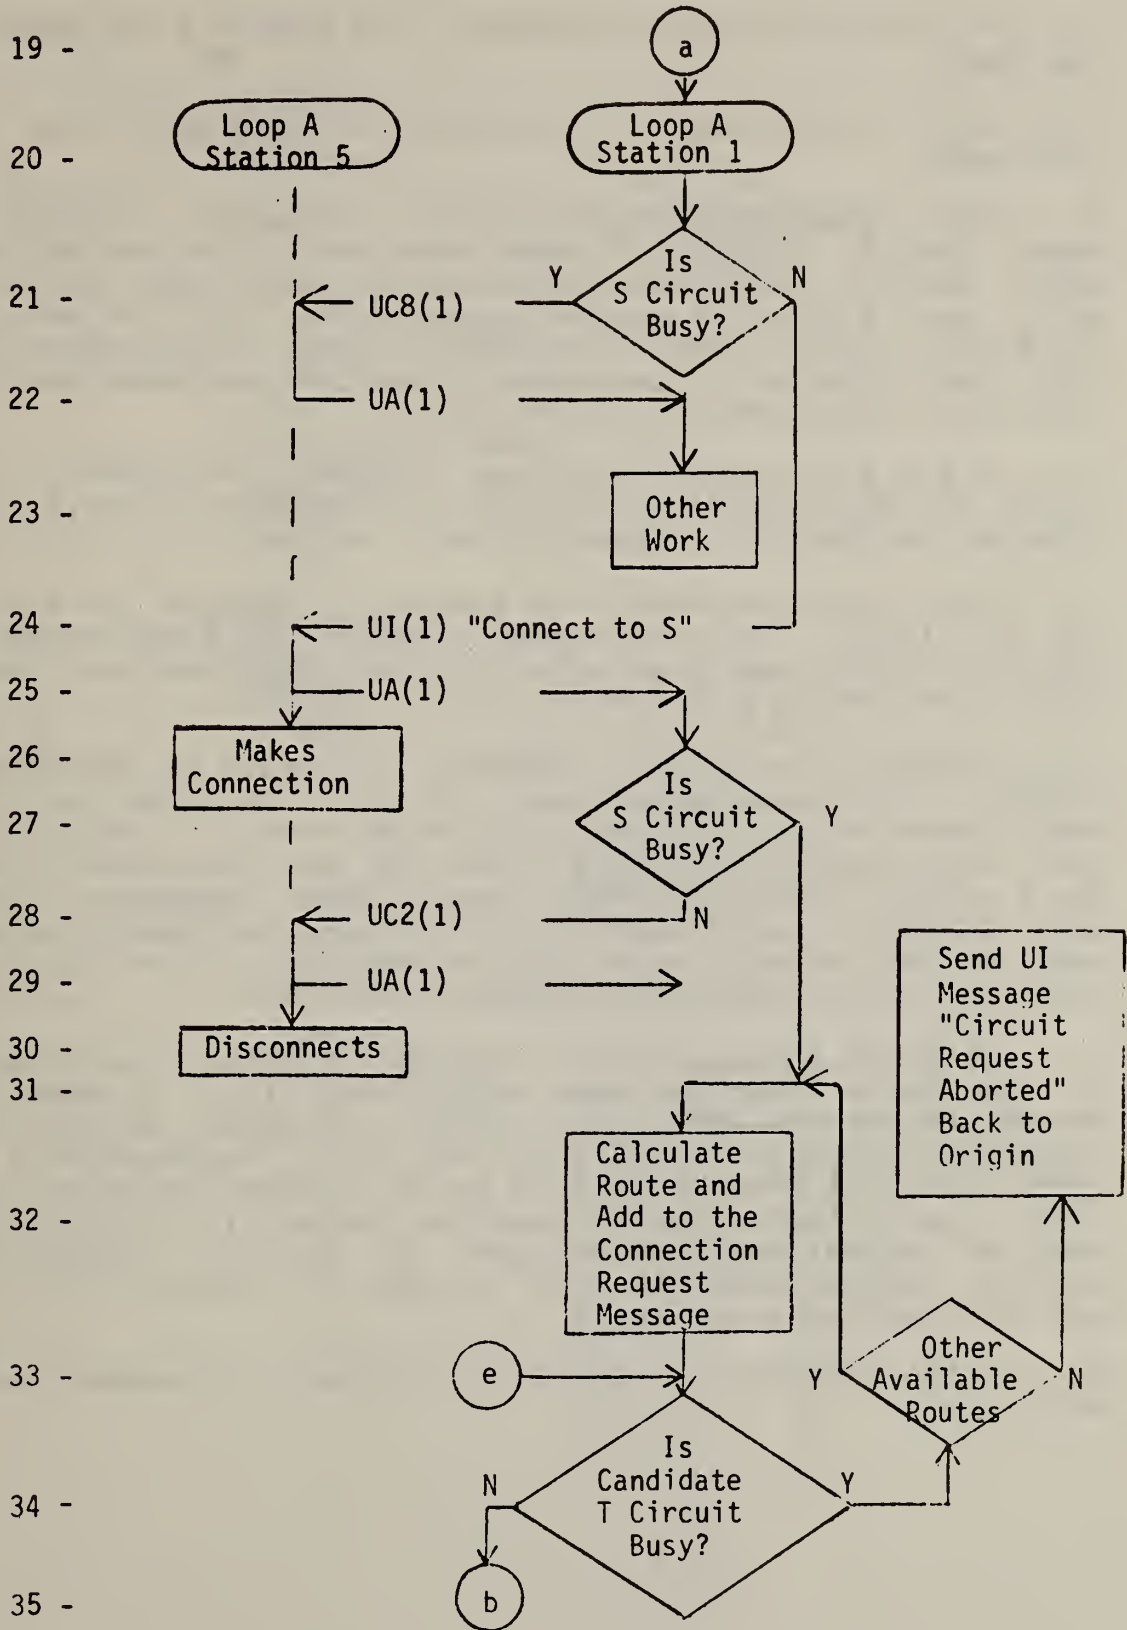 19 -
a
Loop A
Station 5
Loop A
Station 1
20 -
Is
S Circuit
Busy?
Y
N
21 -
UC8(1)
22 -
UA(1)
23 -
Other
Work
24 -
UI(1) "Connect to S"
25 -
UA(1)
26 -
Makes
Connection
Is
S Circuit
Busy?
Y
27 -
N
28 -
UC2(1)
29 -
UA(1)
Send UI
Message
"Circuit
Request
Aborted"
Back to
Origin
30 -
Disconnects
31 -
Calculate
Route and
Add to the
Connection
Request
Message
32 -
33 -
e
Other
Available
Routes
Y
N
Is
Candidate
T Circuit
Busy?
N
Y
34 -
b
35 -